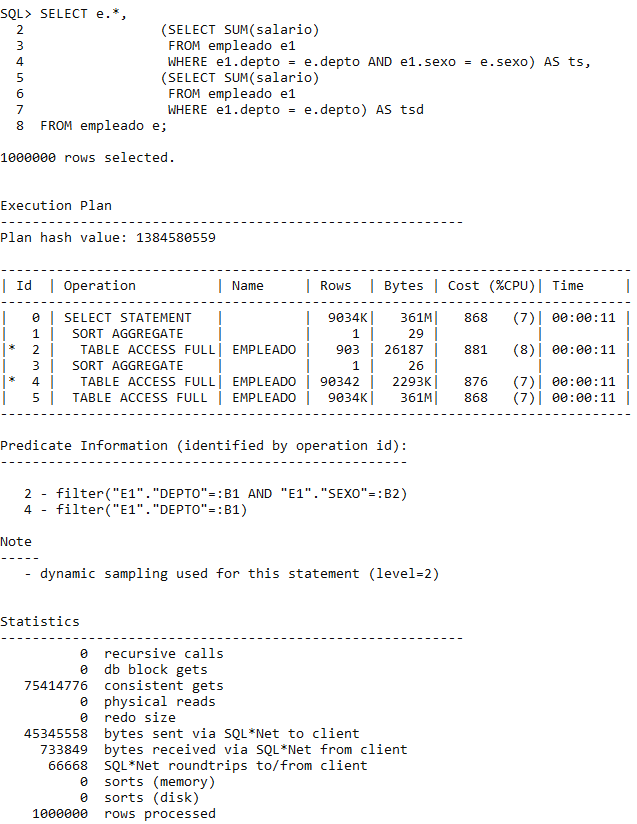 SQL> SELECT e.*,
  2                 (SELECT SUM(salario)
  3                  FROM empleado e1
  4                  WHERE e1.depto = e.depto AND e1.sexo = e.sexo) AS ts,
  5                 (SELECT SUM(salario)
  6                  FROM empleado e1
  7                  WHERE e1.depto = e.depto) AS tsd
  8  FROM empleado e;
1000000 rows selected.
Execution Plan
----------------------------------------------------------
Plan hash value: 1384580559
-------------------------------------------------------------------------------
| Id  | Operation          | Name     | Rows  | Bytes | Cost (%CPU)| Time     |
-------------------------------------------------------------------------------
|   0 | SELECT STATEMENT   |          |  9034K|   361M|   868   (7)| 00:00:11 |
|   1 |  SORT AGGREGATE    |          |     1 |    29 |            |          |
|*  2 |   TABLE ACCESS FULL| EMPLEADO |   903 | 26187 |   881   (8)| 00:00:11 |
|   3 |  SORT AGGREGATE    |          |     1 |    26 |            |          |
|*  4 |   TABLE ACCESS FULL| EMPLEADO | 90342 |  2293K|   876   (7)| 00:00:11 |
|   5 |  TABLE ACCESS FULL | EMPLEADO |  9034K|   361M|   868   (7)| 00:00:11 |
-------------------------------------------------------------------------------
Predicate Information (identified by operation id):
---------------------------------------------------
   2 - filter("E1"."DEPTO"=:B1 AND "E1"."SEXO"=:B2)
   4 - filter("E1"."DEPTO"=:B1)
Note
-----
   - dynamic sampling used for this statement (level=2)
Statistics
----------------------------------------------------------
          0  recursive calls
          0  db block gets
   75414776  consistent gets
          0  physical reads
          0  redo size
   45345558  bytes sent via SQL*Net to client
     733849  bytes received via SQL*Net from client
      66668  SQL*Net roundtrips to/from client
          0  sorts (memory)
          0  sorts (disk)
    1000000  rows processed